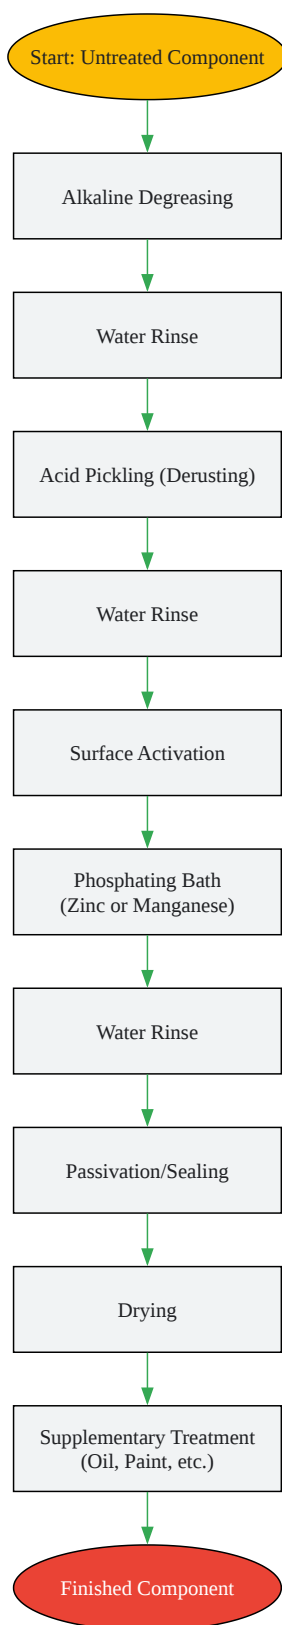 Start: Untreated Component
Alkaline Degreasing
Water Rinse
Acid Pickling (Derusting)
Water Rinse
Surface Activation
Phosphating Bath
(Zinc or Manganese)
Water Rinse
Passivation/Sealing
Drying
Supplementary Treatment
(Oil, Paint, etc.)
Finished Component